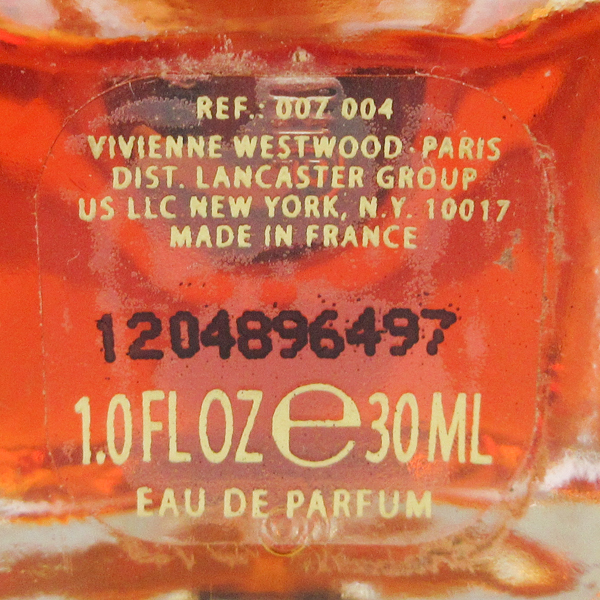 REF.: 007 004
VIVIENNE WESTWOOD·PARIS
DIST. LANCASTER GROUP
US LLC NEW YORK, N.Y. 10017
MADE IN FRANCE
1204896497
1.0 FL OZ e 30 ML
EAU DE PARFUM